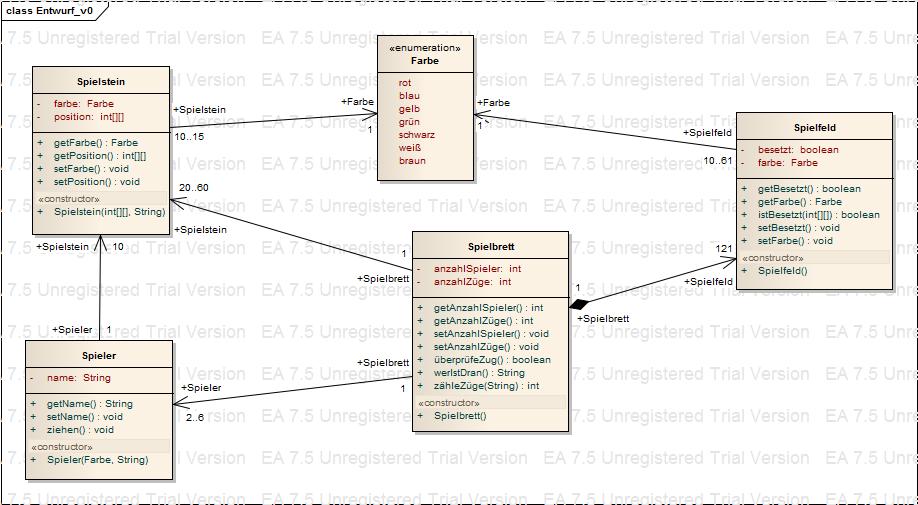 class Entwurf_v0
EA 7.5 Unregistered Trial Version
«enumeration»
Farbe
rot
blau
gelb
grün
schwarz
weiß
braun
Spielstein
- farbe: Farbe
- position: int[][]
+ getFarbe() : Farbe
+ getPosition() : int[][]
+ setFarbe() : void
+ setPosition() : void
«constructor»
+ Spielstein(int[][], String)
+Spielstein
10..15
+Farbe
1
+Farbe
1
+Spielfeld
10..61
Spielfeld
- besetzt: boolean
- farbe: Farbe
+ getBesetzt() : boolean
+ getFarbe() : Farbe
+ istBesetzt(int[][]) : boolean
+ setBesetzt() : void
+ setFarbe() : void
«constructor»
+ Spielfeld()
20..60
+Spielstein
1
+Spielbrett
+Spielstein
10
+Spieler
1
Spielbrett
- anzahlSpieler: int
- anzahlZüge: int
+ getAnzahlSpieler() : int
+ getAnzahlZüge() : int
+ setAnzahlSpieler() : void
+ setAnzahlZüge() : void
+ überprüfeZug() : boolean
+ werIstDran() : String
+ zähleZüge(String) : int
«constructor»
+ Spielbrett()
121
+Spielfeld
1
+Spielbrett
Spieler
- name: String
+ getName() : String
+ setName() : void
+ ziehen() : void
«constructor»
+ Spieler(Farbe, String)
+Spielbrett
1
+Spieler
2..6